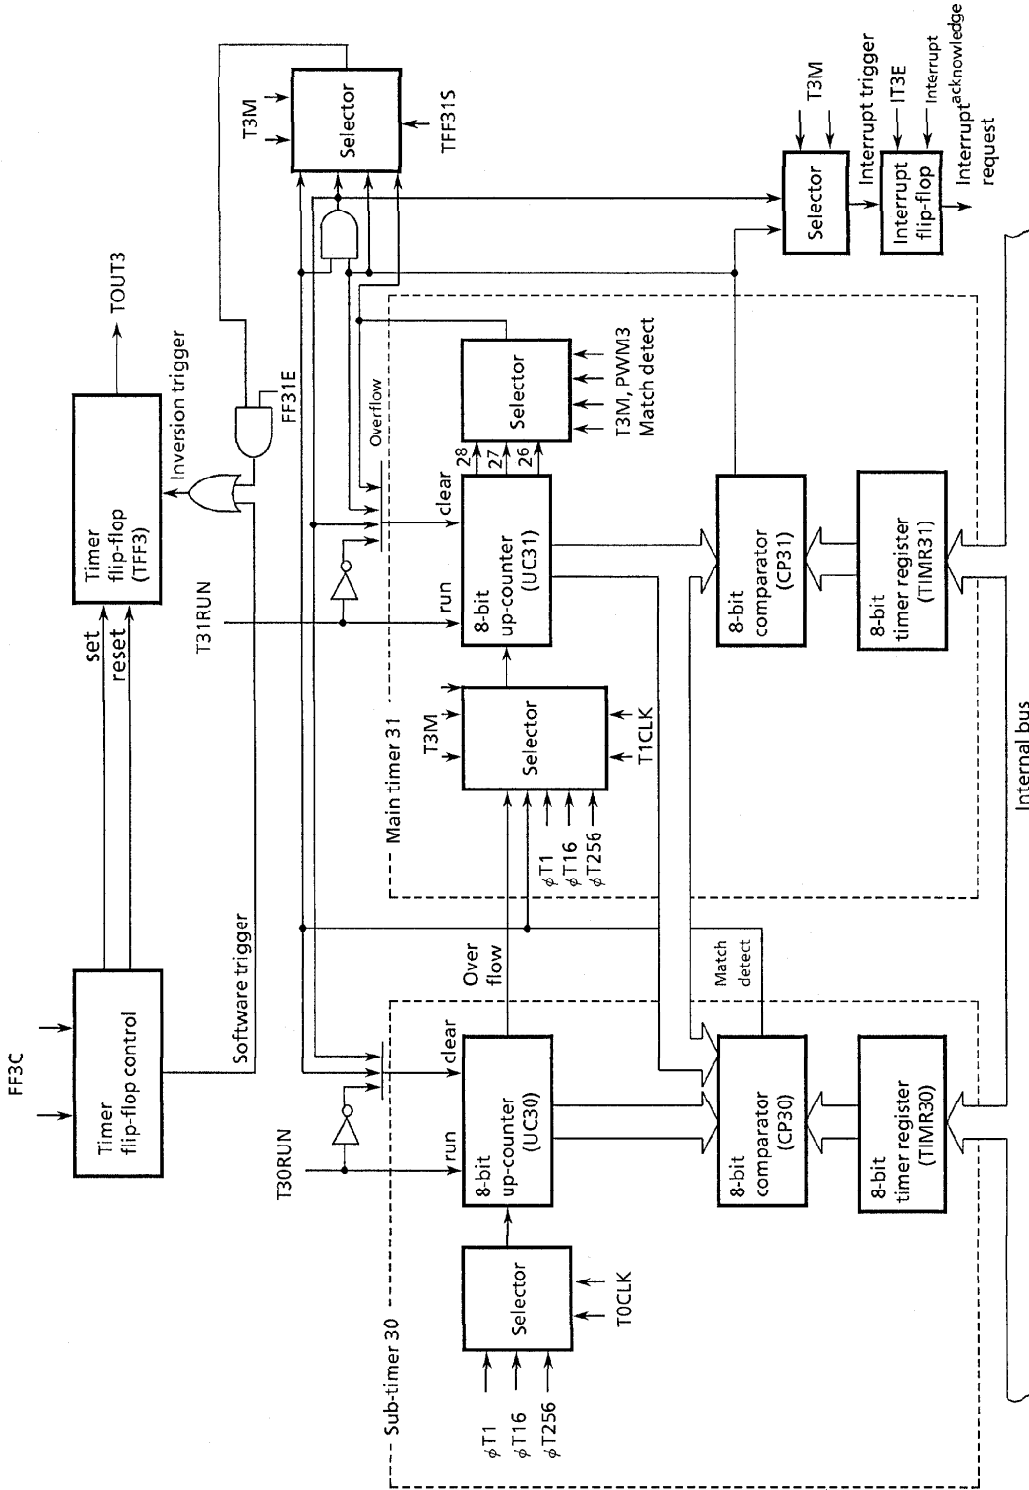 FF3C
Timer
flip-flop control
set
reset
Timer
flip-flop
(TFF3)
TOUT3
Inversion trigger
Software trigger
FF31E
T3M
Selector
TFF31S
T30RUN
T31RUN
Overflow
Sub-timer 30
run
clear
φT1
φT16
φT256
Selector
T0CLK
8-bit
up-counter
(UC30)
Over
flow
Main timer 31
T3M
φT1
φT16
φT256
Selector
T1CLK
run
clear
8-bit
up-counter
(UC31)
28
27
26
Selector
T3M, PWM3
Match detect
Match
detect
8-bit
comparator
(CP30)
8-bit
comparator
(CP31)
8-bit
timer register
(TIMR30)
8-bit
timer register
(TIMR31)
Selector
T3M
Interrupt trigger
Interrupt
flip-flop
IT3E
Interrupt
acknowledge
Interrupt
request
Internal bus